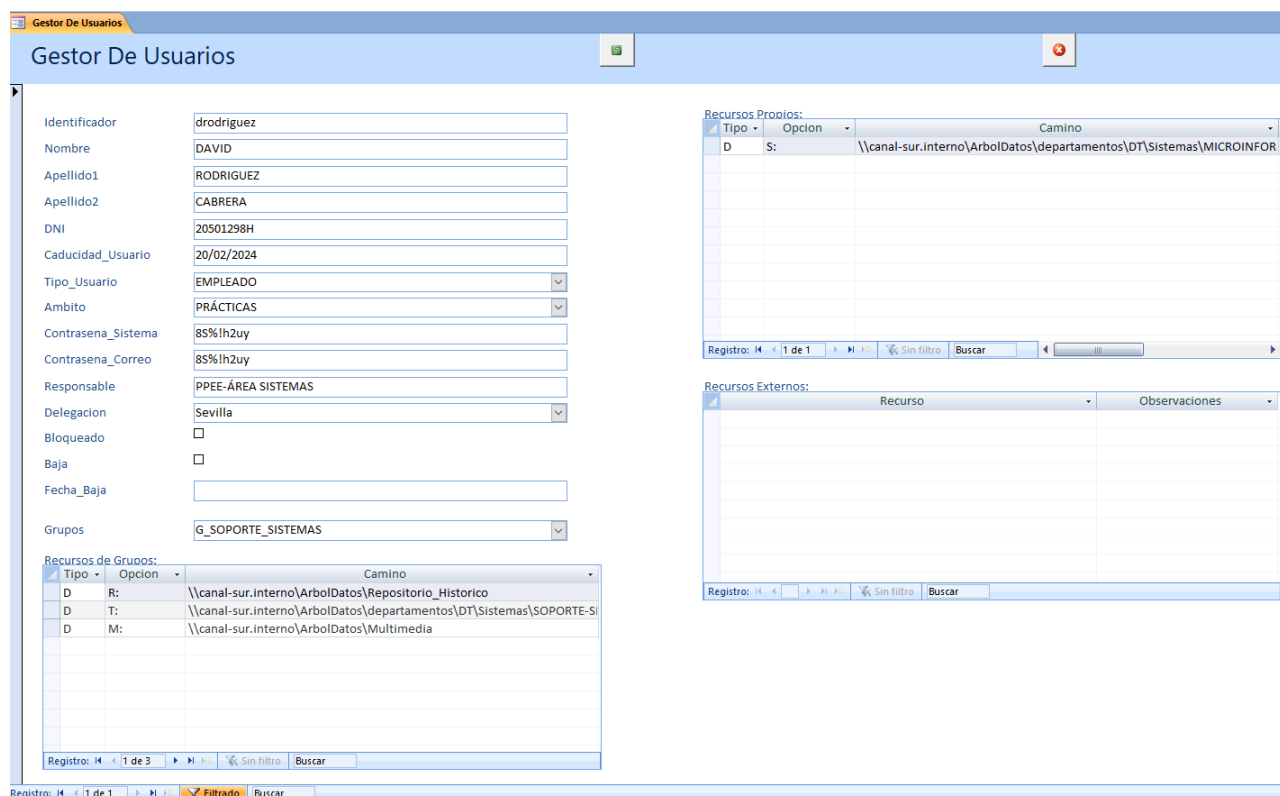 Gestor De Usuarios
Gestor De Usuarios
Identificador drodriguez
Nombre DAVID
Apellido1 RODRIGUEZ
Apellido2 CABRERA
DNI 20501298H
Caducidad_Usuario 20/02/2024
Tipo_Usuario EMPLEADO
Ambito PRÁCTICAS
Contrasena_Sistema 8S%!h2uy
Contrasena_Correo 8S%!h2uy
Responsable PPEE-ÁREA SISTEMAS
Delegacion Sevilla
Bloqueado
Baja
Fecha_Baja
Grupos G_SOPORTE_SISTEMAS
Recursos de Grupos:
Tipo Opcion Camino
D R: \\canal-sur.interno\ArbolDatos\Repositorio_Historico
D T: \\canal-sur.interno\ArbolDatos\departamentos\DT\Sistemas\SOPORTE-SI
D M: \\canal-sur.interno\ArbolDatos\Multimedia
Registro: 1 de 3 Sin filtro Buscar
Recursos Propios:
Tipo Opcion Camino
D S: \\canal-sur.interno\ArbolDatos\departamentos\DT\Sistemas\MICROINFOR
Registro: 1 de 1 Sin filtro Buscar
Recursos Externos:
Recurso Observaciones
Registro: Sin filtro Buscar
Registro: 1 de 1 Filtrado Buscar